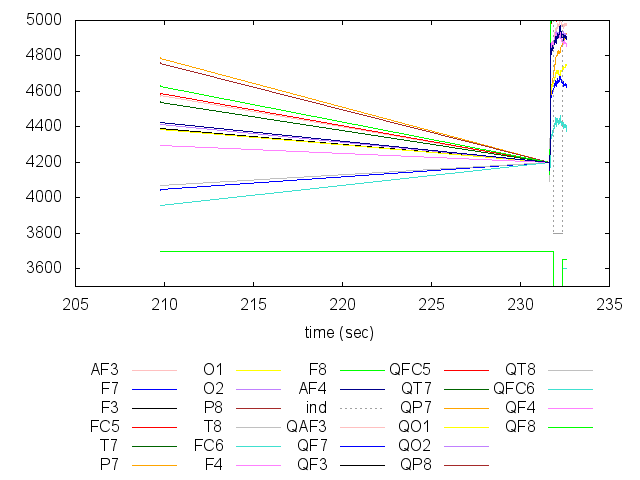 5000
4800
4600
4400
4200
4000
3800
3600
205 210 215 220 225 230 235
time (sec)
AF3 O1 F8 QFC5 QT8
F7 O2 AF4 QT7 QFC6
F3 P8 ind QP7 QF4
FC5 T8 QAF3 QO1 QF8
T7 FC6 QF7 QO2
P7 F4 QF3 QP8